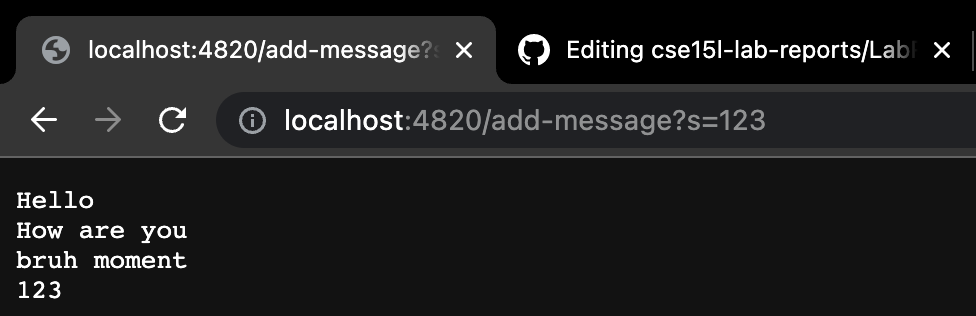 localhost:4820/add-message?s
Editing cse15l-lab-reports/Lab
localhost:4820/add-message?s=123
Hello
How are you
bruh moment
123